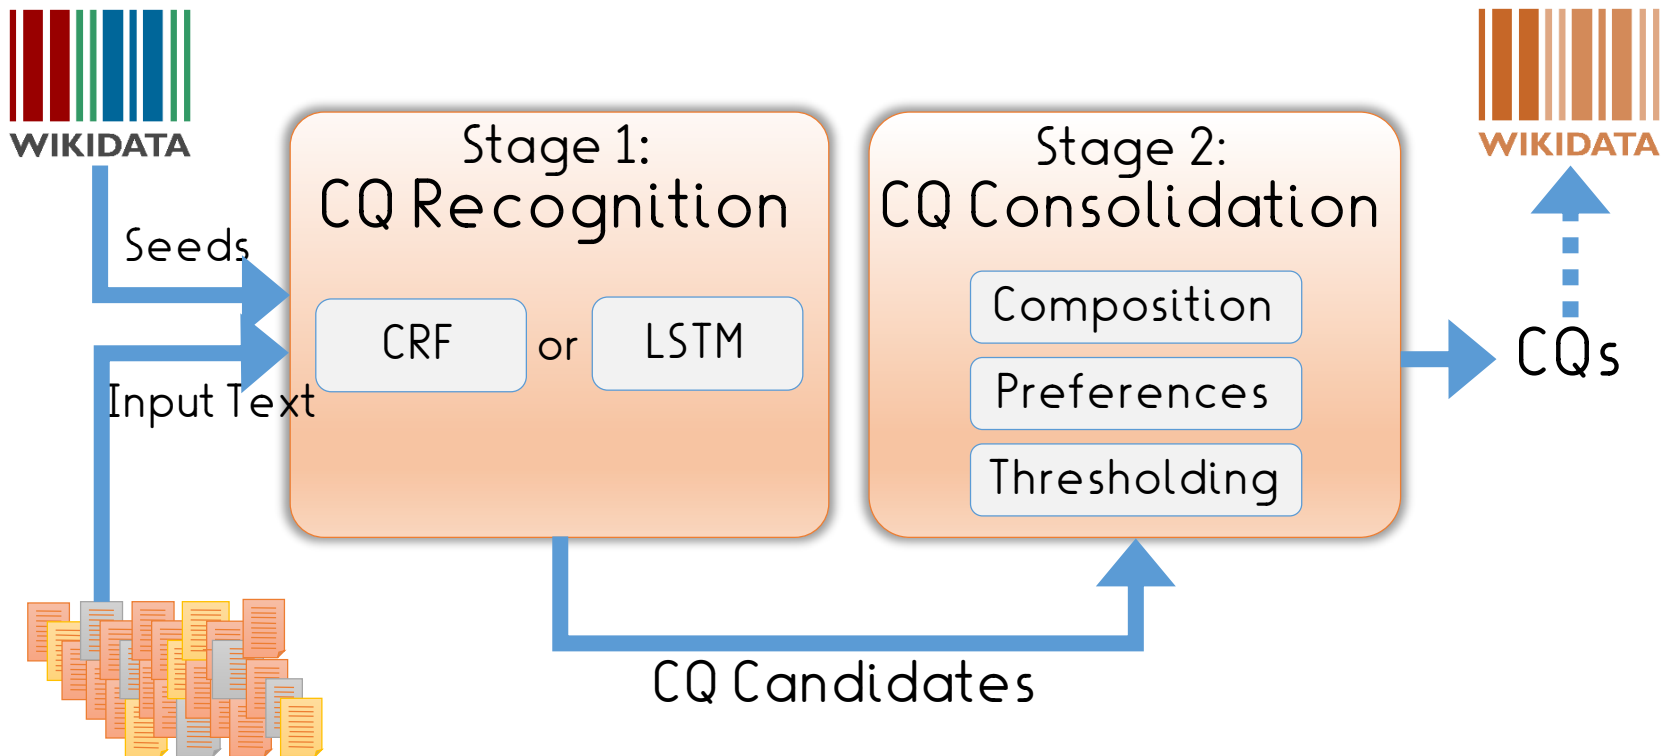 WIKIDATA
Seeds
Input Text
Stage 1:
CQ Recognition
CRF or LSTM
CQ Candidates
Stage 2:
CQ Consolidation
Composition
Preferences
Thresholding
CQs
WIKIDATA